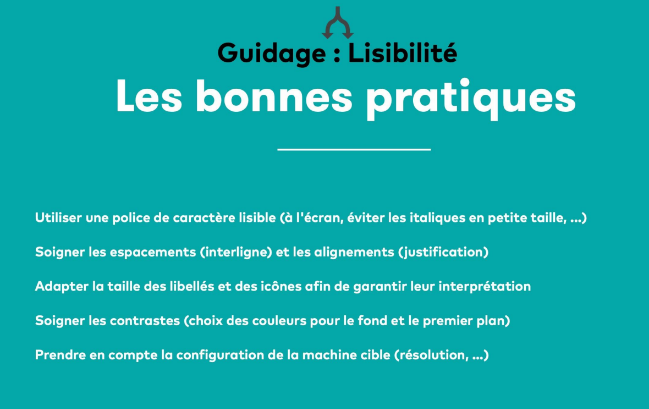 Guidage : Lisibilité
Les bonnes pratiques
Utiliser une police de caractère lisible (à l'écran, éviter les italiques en petite taille, ...)
Soigner les espacements (interligne) et les alignements (justification)
Adapter la taille des libellés et des icônes afin de garantir leur interprétation
Soigner les contrastes (choix des couleurs pour le fond et le premier plan)
Prendre en compte la configuration de la machine cible (résolution, ...)